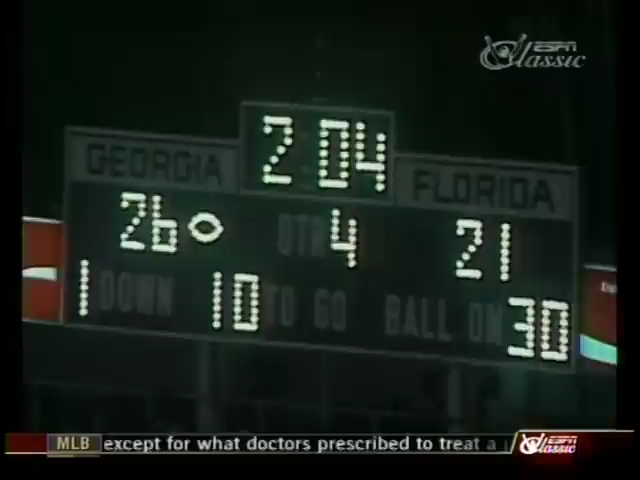 ESPN
Classic
2 04
GEORGIA
FLORIDA
26
QTR 4
21
1 DOWN 10 TO GO BALL ON 30
MLB except for what doctors prescribed to treat a
ESPN
Classic